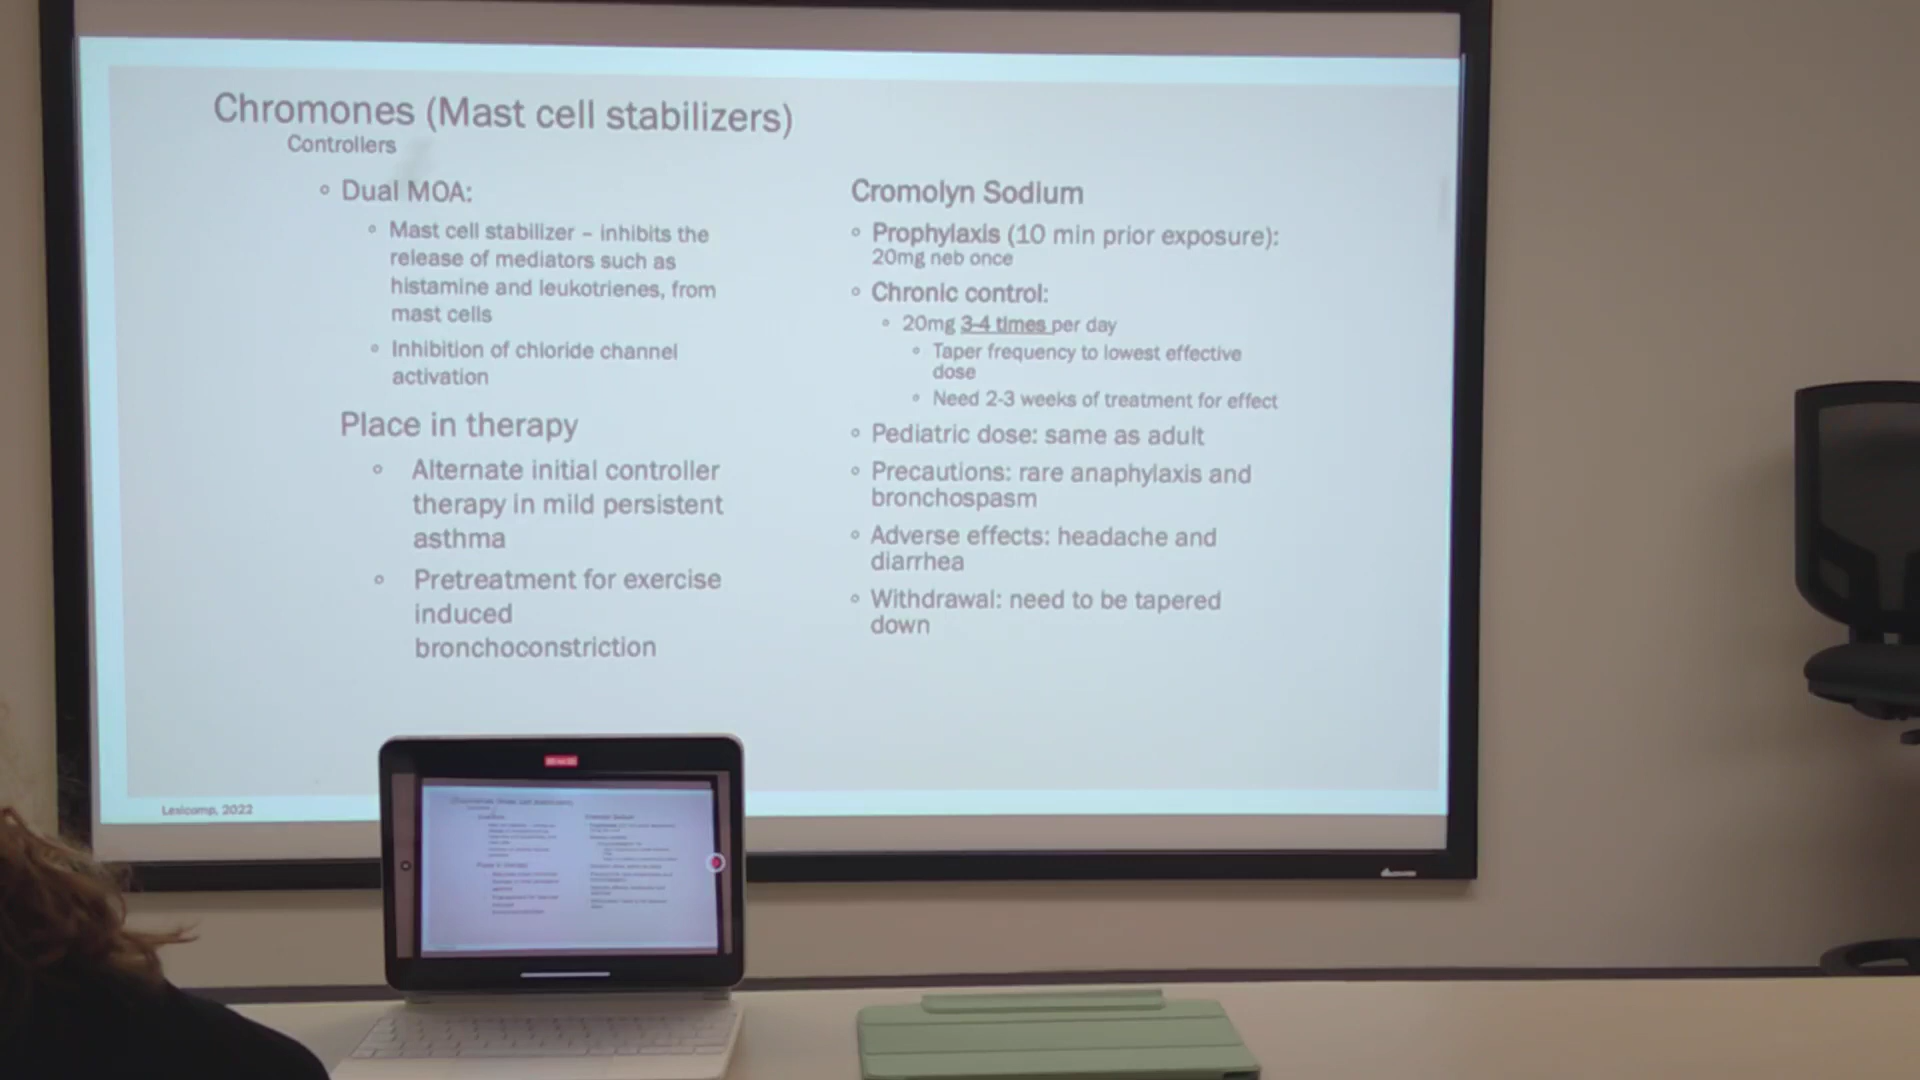 Chromones (Mast cell stabilizers)
Controllers
Dual MOA:
Mast cell stabilizer – inhibits the
release of mediators such as
histamine and leukotrienes, from
mast cells
Inhibition of chloride channel
activation
Place in therapy
Alternate initial controller
therapy in mild persistent
asthma
Pretreatment for exercise
induced
bronchoconstriction
Cromolyn Sodium
Prophylaxis (10 min prior exposure):
20mg neb once
Chronic control:
20mg 3-4 times per day
Taper frequency to lowest effective
dose
Need 2-3 weeks of treatment for effect
Pediatric dose: same as adult
Precautions: rare anaphylaxis and
bronchospasm
Adverse effects: headache and
diarrhea
Withdrawal: need to be tapered
down
Lexicomp, 2022